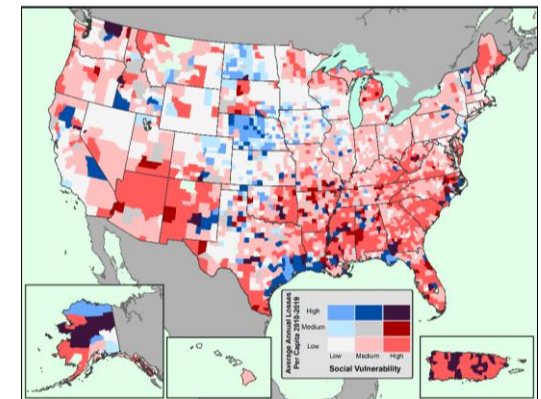 Average Annual Losses
Per Capita 2010-2019
High
Medium
Low
Low
Medium
High
Social Vulnerability